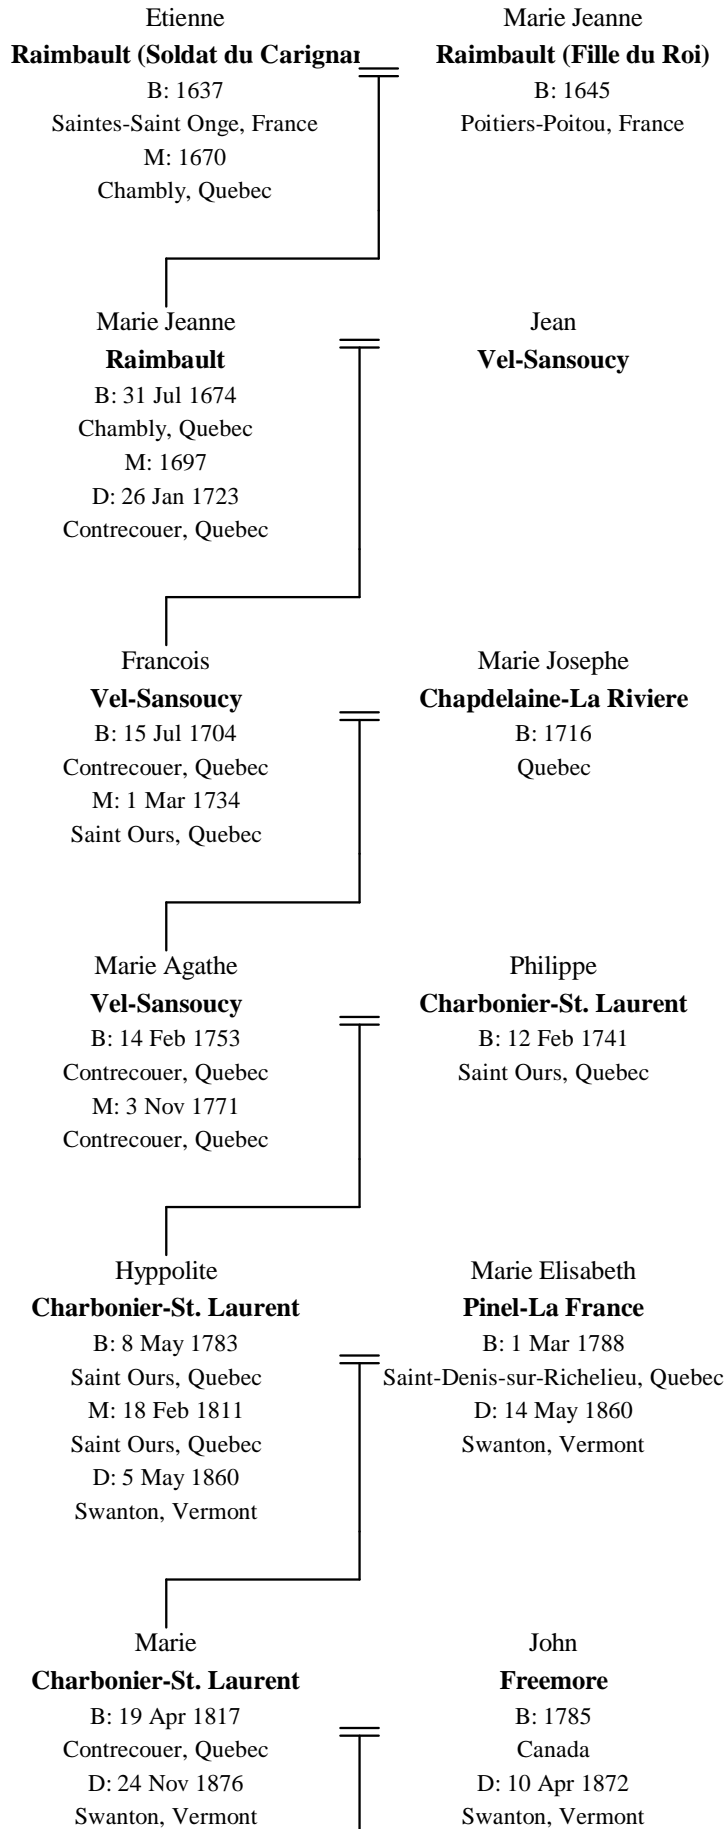 Etienne
Raimbault (Soldat du Carignan
B: 1637
Saintes-Saint Onge, France
M: 1670
Chambly, Quebec
Marie Jeanne
Raimbault (Fille du Roi)
B: 1645
Poitiers-Poitou, France
Marie Jeanne
Raimbault
B: 31 Jul 1674
Chambly, Quebec
M: 1697
D: 26 Jan 1723
Contrecouer, Quebec
Jean
Vel-Sansoucy
Francois
Vel-Sansoucy
B: 15 Jul 1704
Contrecouer, Quebec
M: 1 Mar 1734
Saint Ours, Quebec
Marie Josephe
Chapdelaine-La Riviere
B: 1716
Quebec
Marie Agathe
Vel-Sansoucy
B: 14 Feb 1753
Contrecouer, Quebec
M: 3 Nov 1771
Contrecouer, Quebec
Philippe
Charbonier-St. Laurent
B: 12 Feb 1741
Saint Ours, Quebec
Hyppolite
Charbonier-St. Laurent
B: 8 May 1783
Saint Ours, Quebec
M: 18 Feb 1811
Saint Ours, Quebec
D: 5 May 1860
Swanton, Vermont
Marie Elisabeth
Pinel-La France
B: 1 Mar 1788
Saint-Denis-sur-Richelieu, Quebec
D: 14 May 1860
Swanton, Vermont
Marie
Charbonier-St. Laurent
B: 19 Apr 1817
Contrecouer, Quebec
D: 24 Nov 1876
Swanton, Vermont
John
Freemore
B: 1785
Canada
D: 10 Apr 1872
Swanton, Vermont